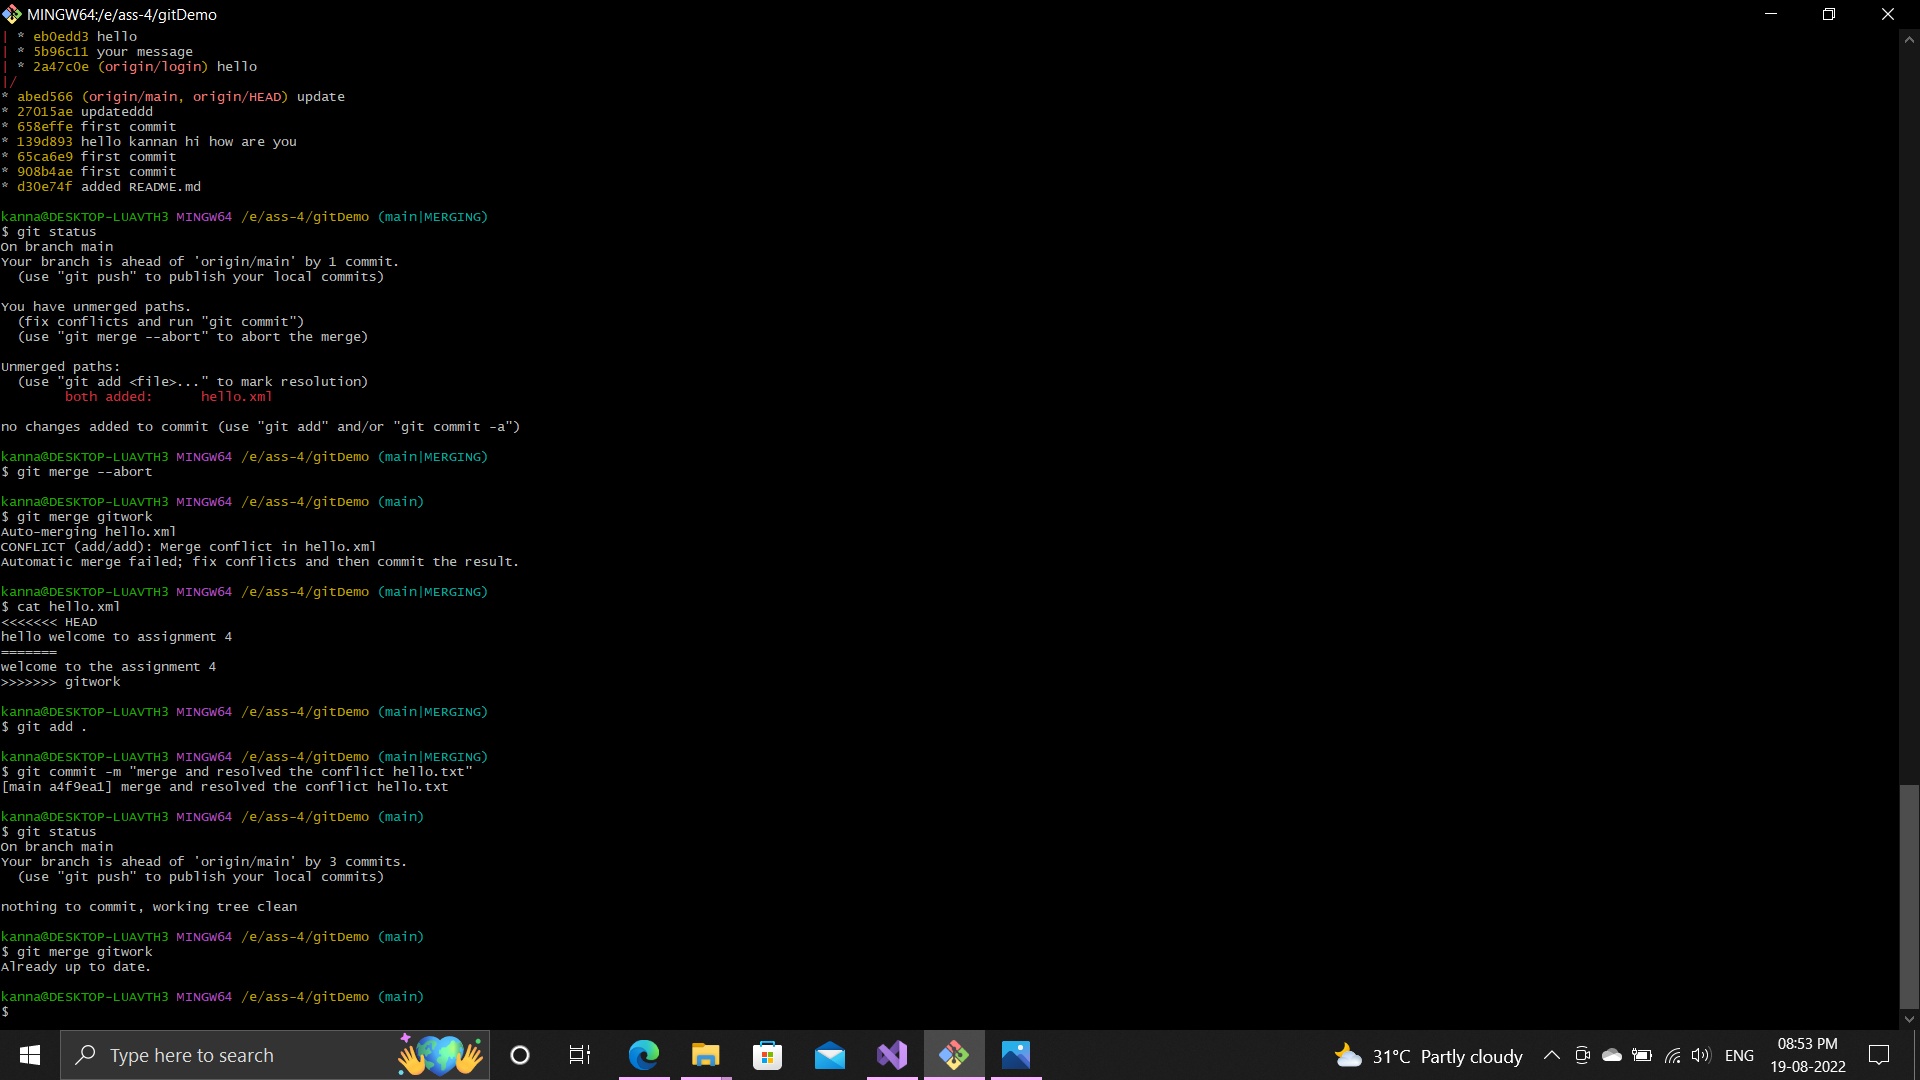 MINGW64:/e/ass-4/gitDemo
| * eb0edd3 hello
| * 5b96c11 your message
| * 2a47c0e (origin/login) hello
|/
* abed566 (origin/main, origin/HEAD) update
* 27015ae updateddd
* 658effe first commit
* 139d893 hello kannan hi how are you
* 65ca6e9 first commit
* 908b4ae first commit
* d30e74f added README.md
kanna@DESKTOP-LUAVTH3 MINGW64 /e/ass-4/gitDemo (main|MERGING)
$ git status
On branch main
Your branch is ahead of 'origin/main' by 1 commit.
  (use "git push" to publish your local commits)
You have unmerged paths.
  (fix conflicts and run "git commit")
  (use "git merge --abort" to abort the merge)
Unmerged paths:
  (use "git add <file>..." to mark resolution)
        both added:      hello.xml
no changes added to commit (use "git add" and/or "git commit -a")
kanna@DESKTOP-LUAVTH3 MINGW64 /e/ass-4/gitDemo (main|MERGING)
$ git merge --abort
kanna@DESKTOP-LUAVTH3 MINGW64 /e/ass-4/gitDemo (main)
$ git merge gitwork
Auto-merging hello.xml
CONFLICT (add/add): Merge conflict in hello.xml
Automatic merge failed; fix conflicts and then commit the result.
kanna@DESKTOP-LUAVTH3 MINGW64 /e/ass-4/gitDemo (main|MERGING)
$ cat hello.xml
<<<<<<< HEAD
hello welcome to assignment 4
=======
welcome to the assignment 4
>>>>>>> gitwork
kanna@DESKTOP-LUAVTH3 MINGW64 /e/ass-4/gitDemo (main|MERGING)
$ git add .
kanna@DESKTOP-LUAVTH3 MINGW64 /e/ass-4/gitDemo (main|MERGING)
$ git commit -m "merge and resolved the conflict hello.txt"
[main a4f9ea1] merge and resolved the conflict hello.txt
kanna@DESKTOP-LUAVTH3 MINGW64 /e/ass-4/gitDemo (main)
$ git status
On branch main
Your branch is ahead of 'origin/main' by 3 commits.
  (use "git push" to publish your local commits)
nothing to commit, working tree clean
kanna@DESKTOP-LUAVTH3 MINGW64 /e/ass-4/gitDemo (main)
$ git merge gitwork
Already up to date.
kanna@DESKTOP-LUAVTH3 MINGW64 /e/ass-4/gitDemo (main)
$
Type here to search
31°C Partly cloudy
ENG
08:53 PM
19-08-2022